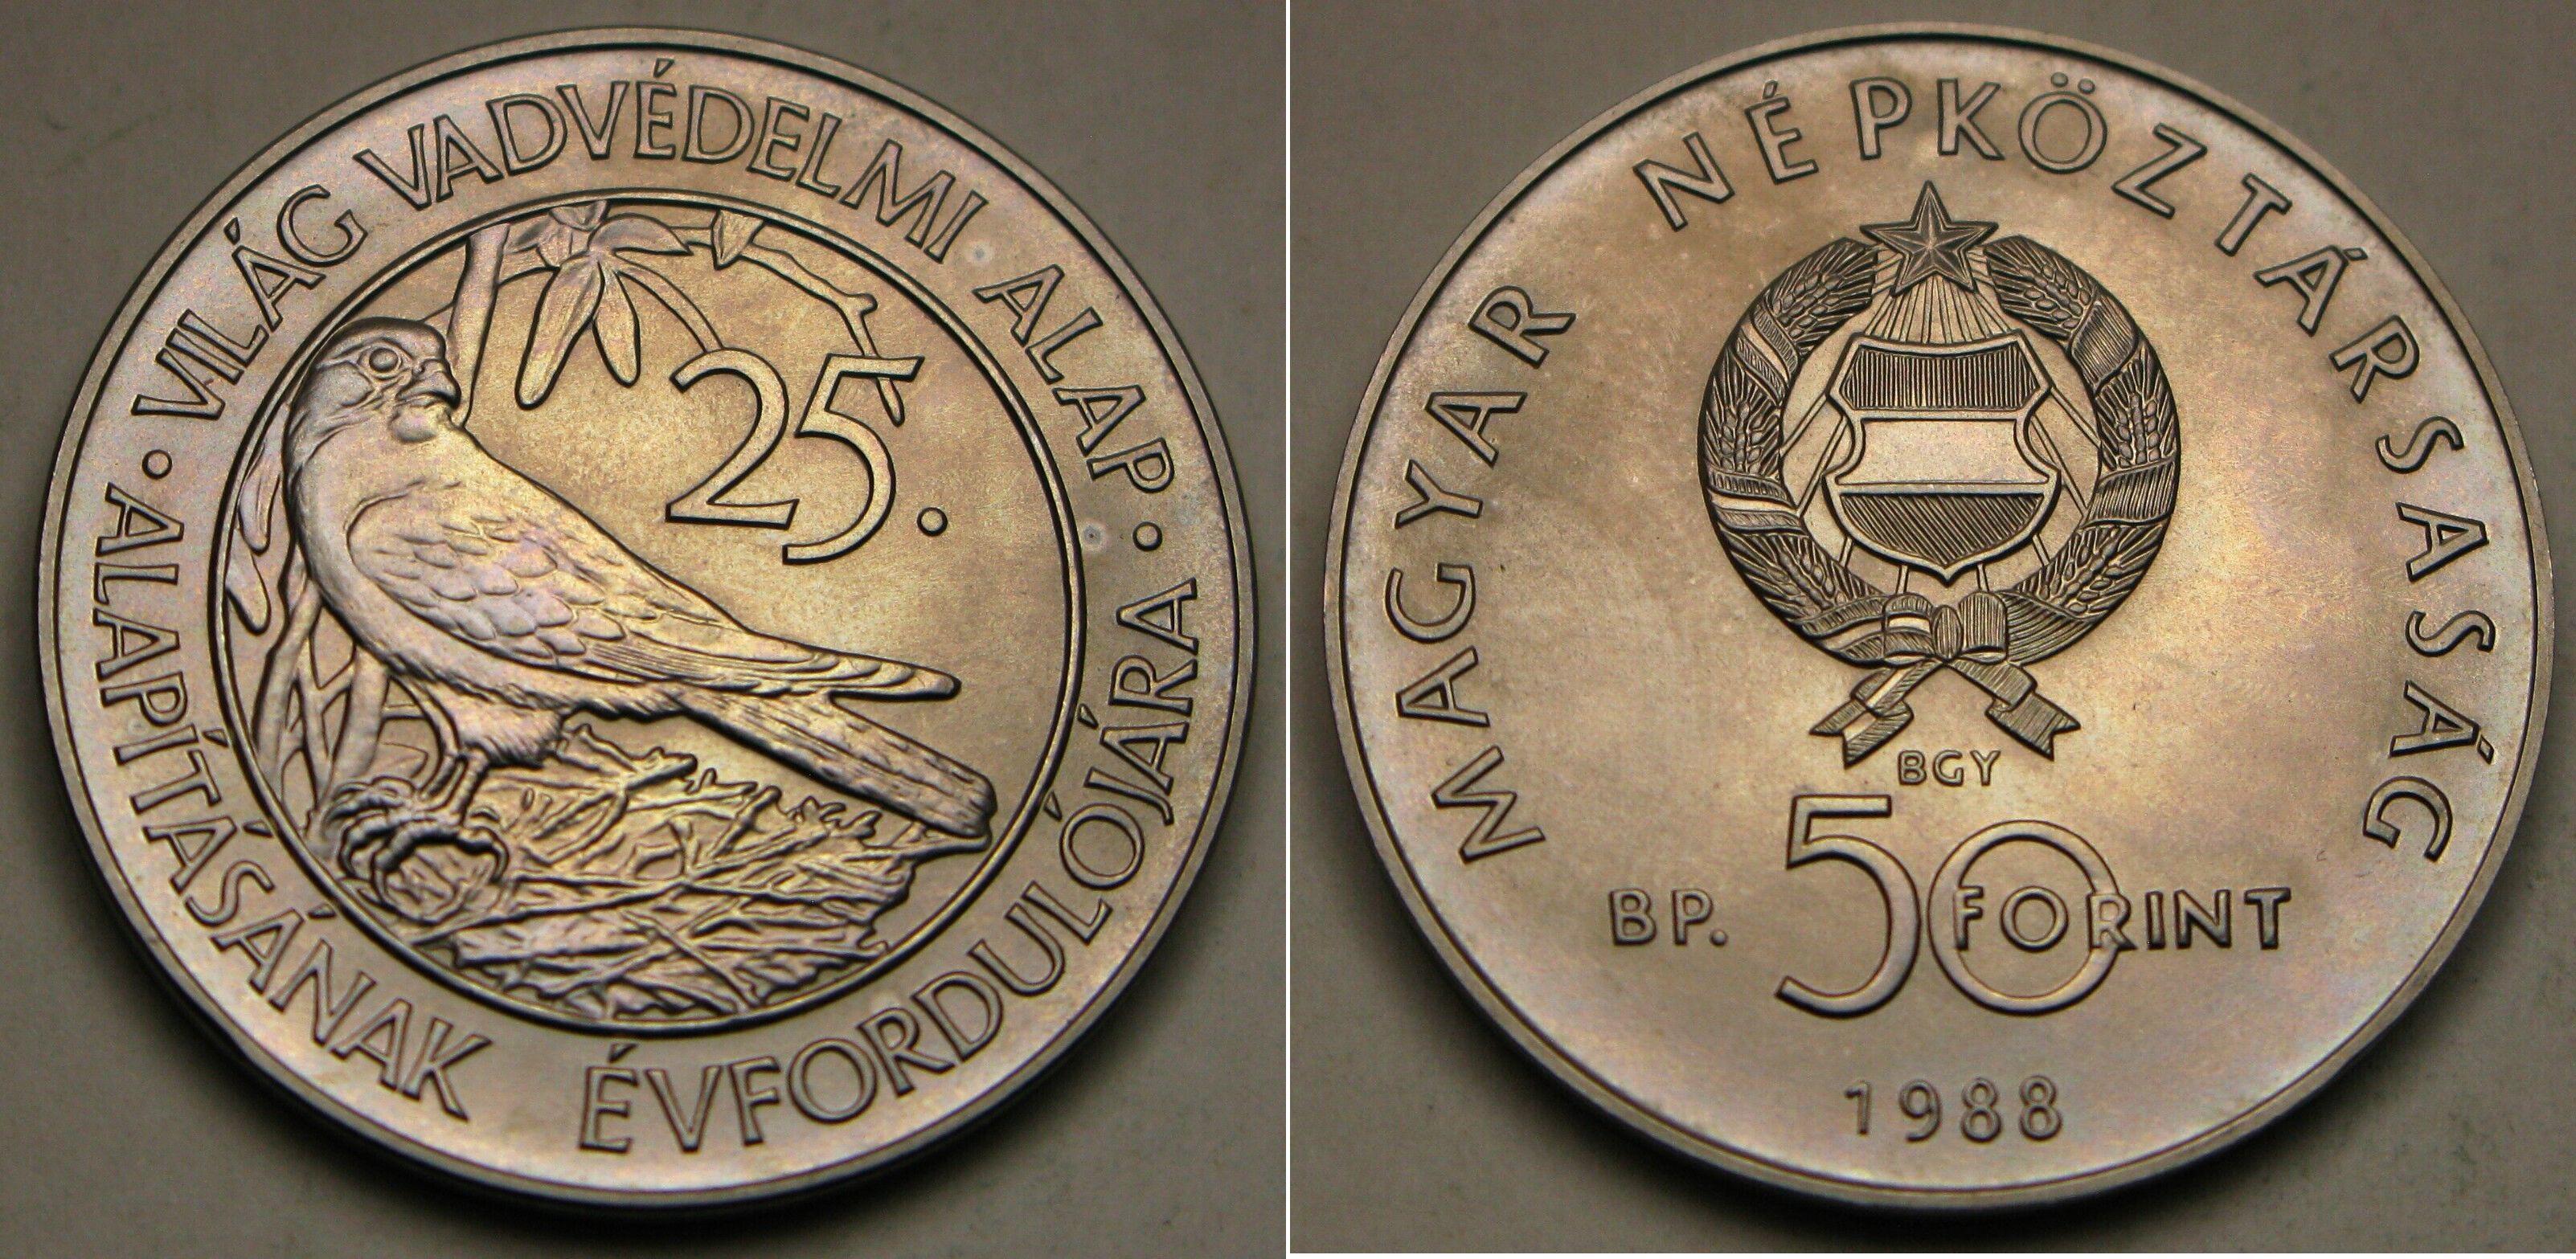 · VILÁG VADVÉDELMI ALAP ·
ALAPÍTÁSÁNAK ÉVFORDULÓJÁRA
25.
MAGYAR NÉPKÖZTÁRSASÁG
BGY
BP. 50 FORINT
1988